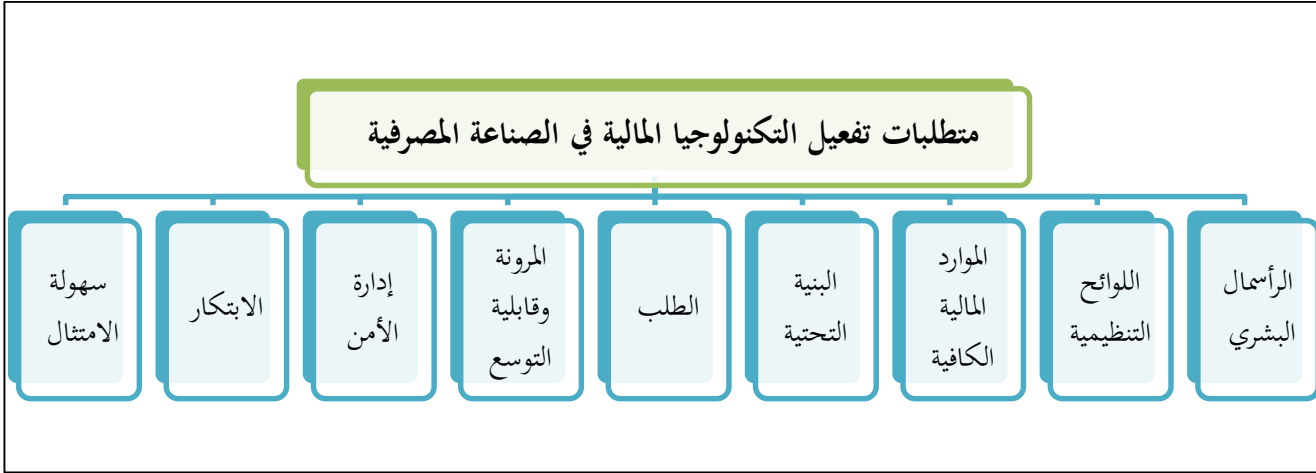 متطلبات تفعيل التكنولوجيا المالية في الصناعة المصرفية
الرأسمال
البشري
اللوائح
التنظيمية
الموارد
المالية
الكافية
البنية
التحتية
الطلب
المرونة
وقابلية
التوسع
إدارة
الأمن
الابتكار
سهولة
الامتثال